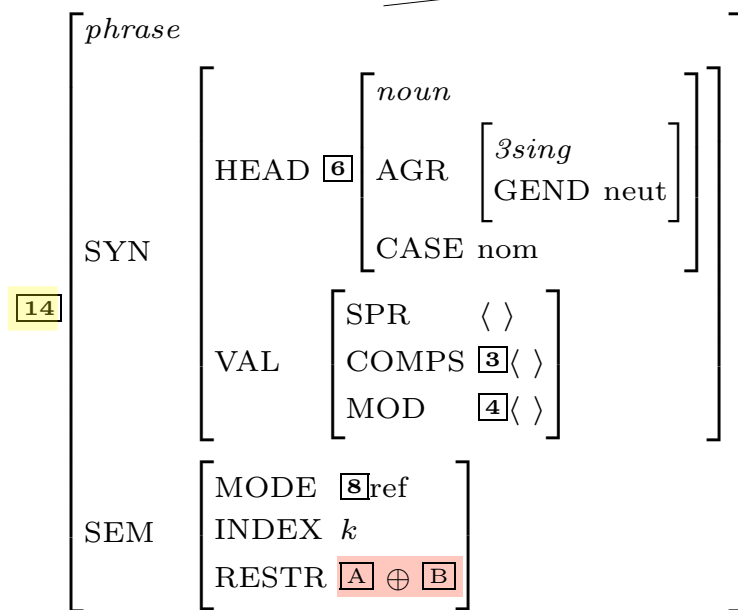 phrase
noun
3sing
HEAD 6 AGR
GEND neut
SYN
CASE nom
14
SPR ⟨ ⟩
VAL COMPS 3⟨ ⟩
MOD 4⟨ ⟩
MODE 8ref
SEM INDEX k
RESTR A ⊕ B